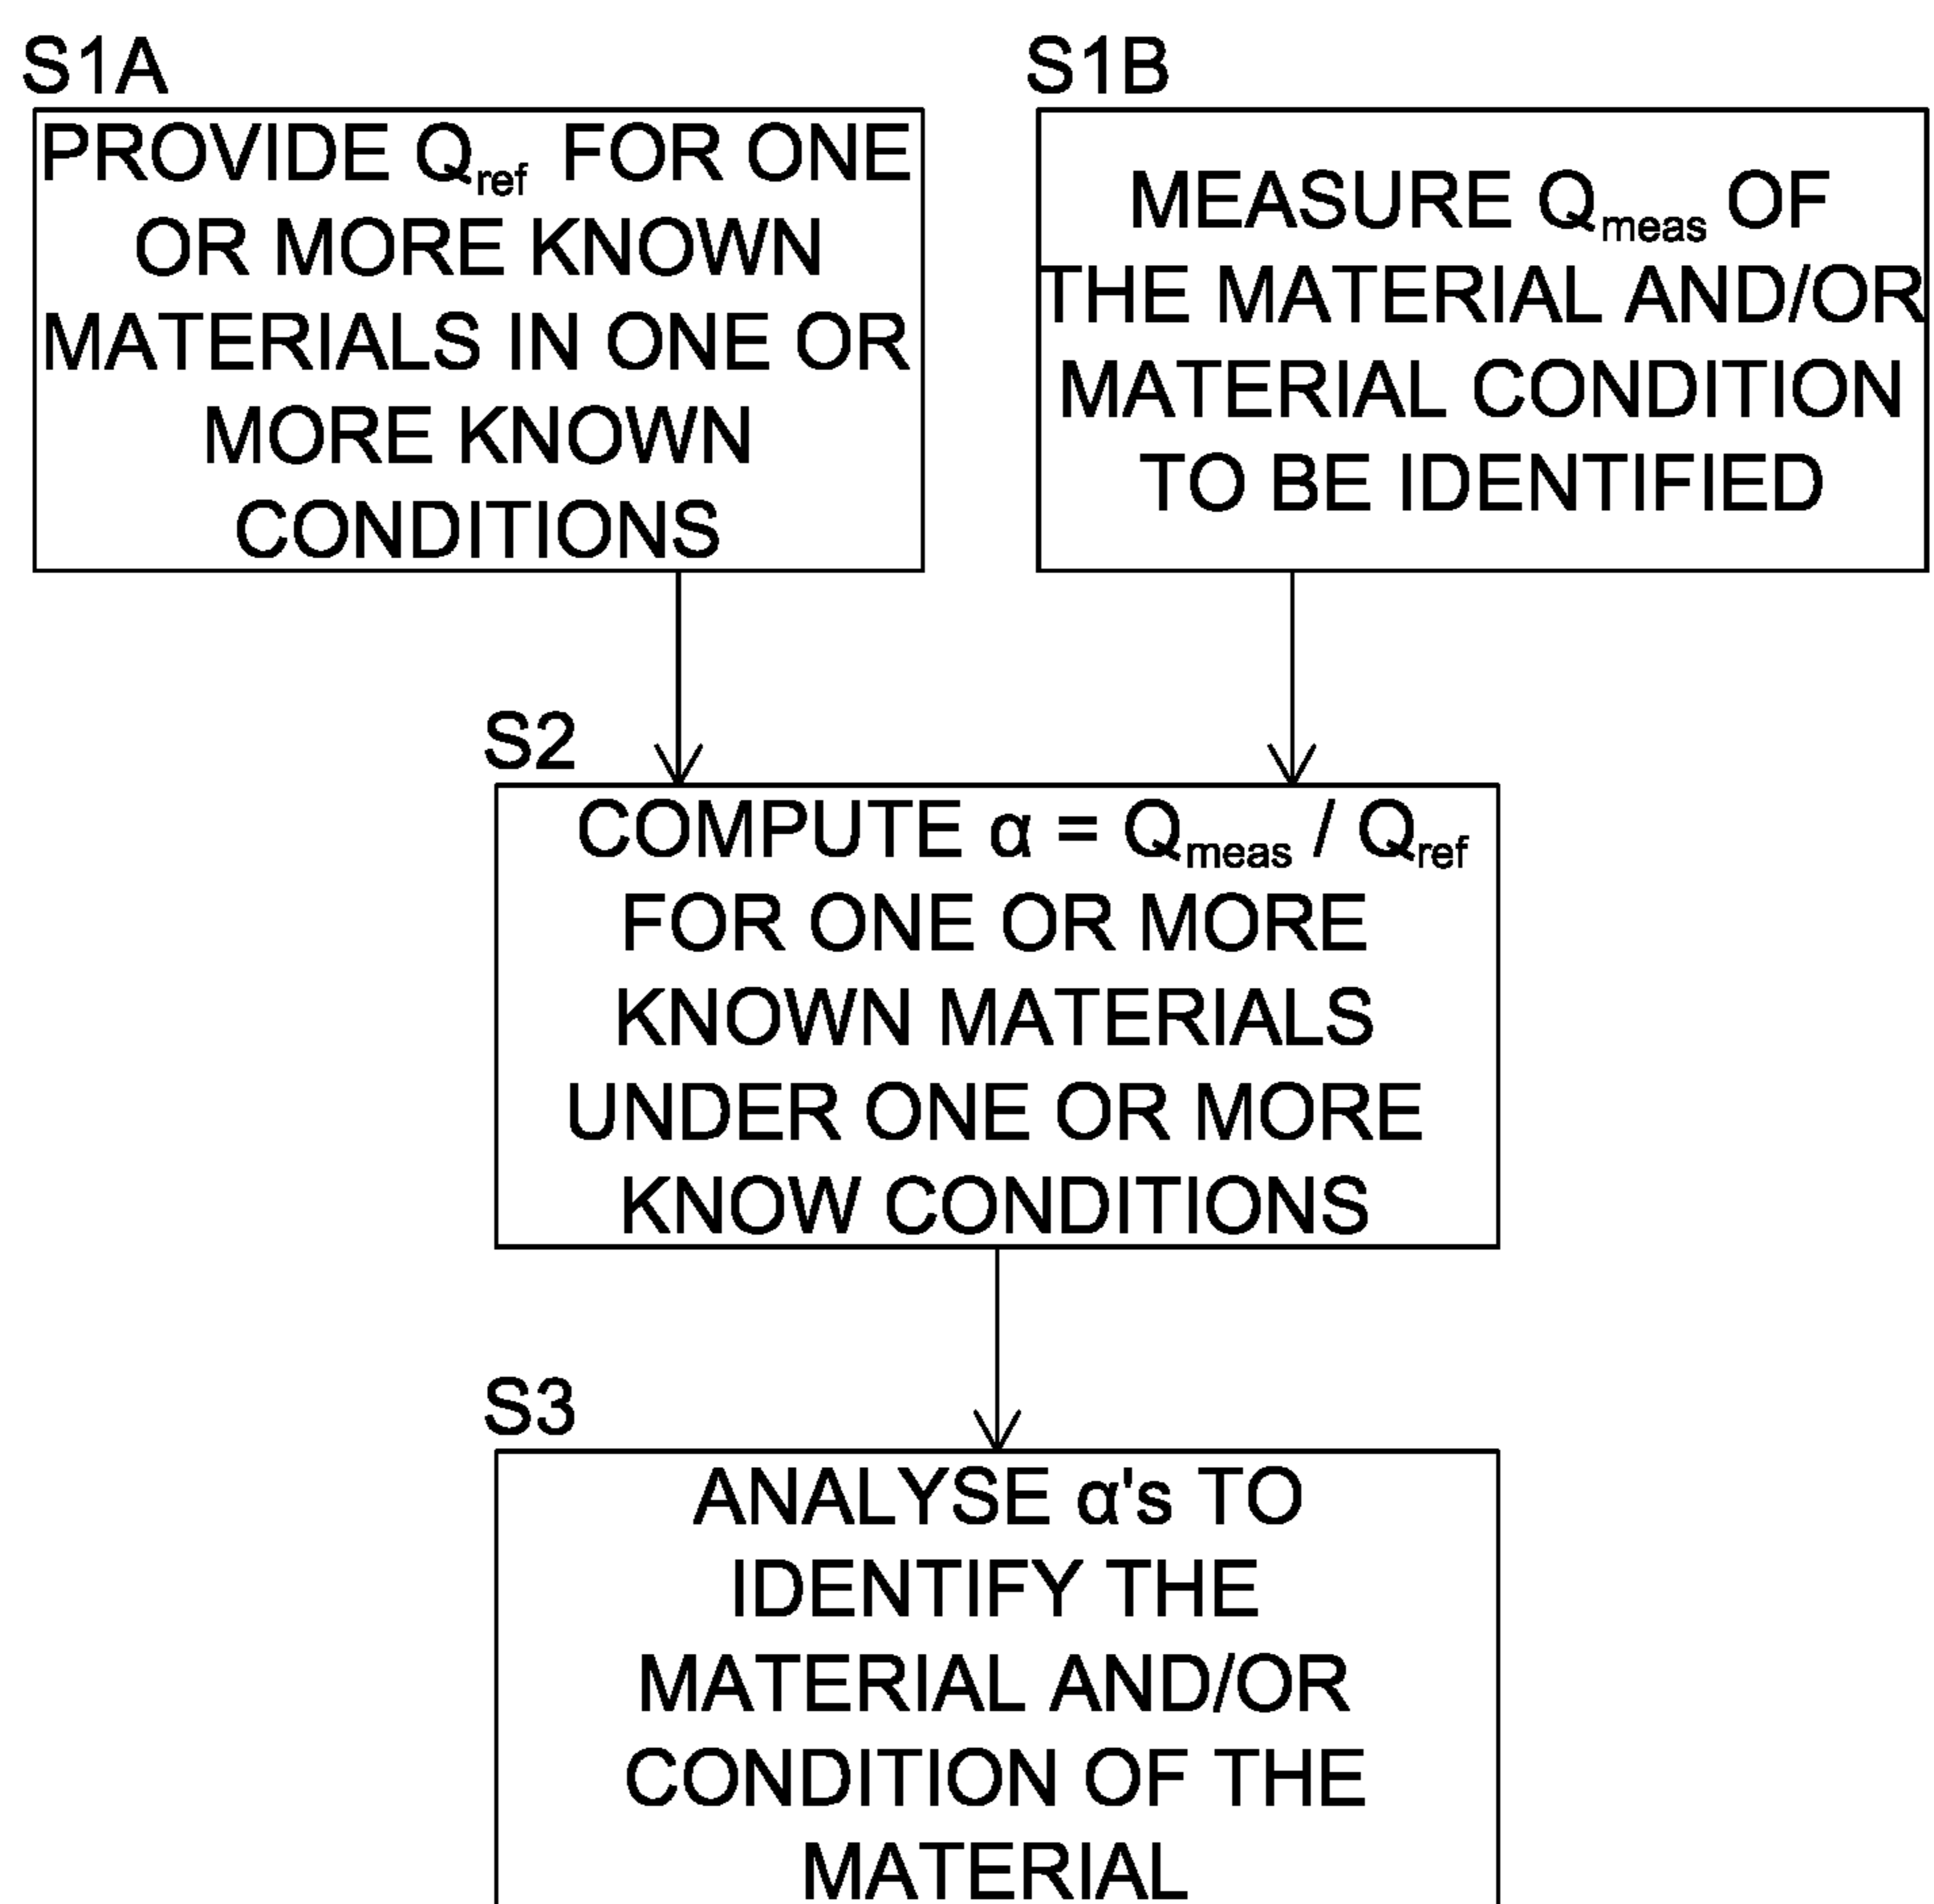 S1A
PROVIDE Qref FOR ONE
OR MORE KNOWN
MATERIALS IN ONE OR
MORE KNOWN
CONDITIONS
S1B
MEASURE Qmeas OF
THE MATERIAL AND/OR
MATERIAL CONDITION
TO BE IDENTIFIED
S2
COMPUTE α = Qmeas / Qref
FOR ONE OR MORE
KNOWN MATERIALS
UNDER ONE OR MORE
KNOW CONDITIONS
S3
ANALYSE α's TO
IDENTIFY THE
MATERIAL AND/OR
CONDITION OF THE
MATERIAL